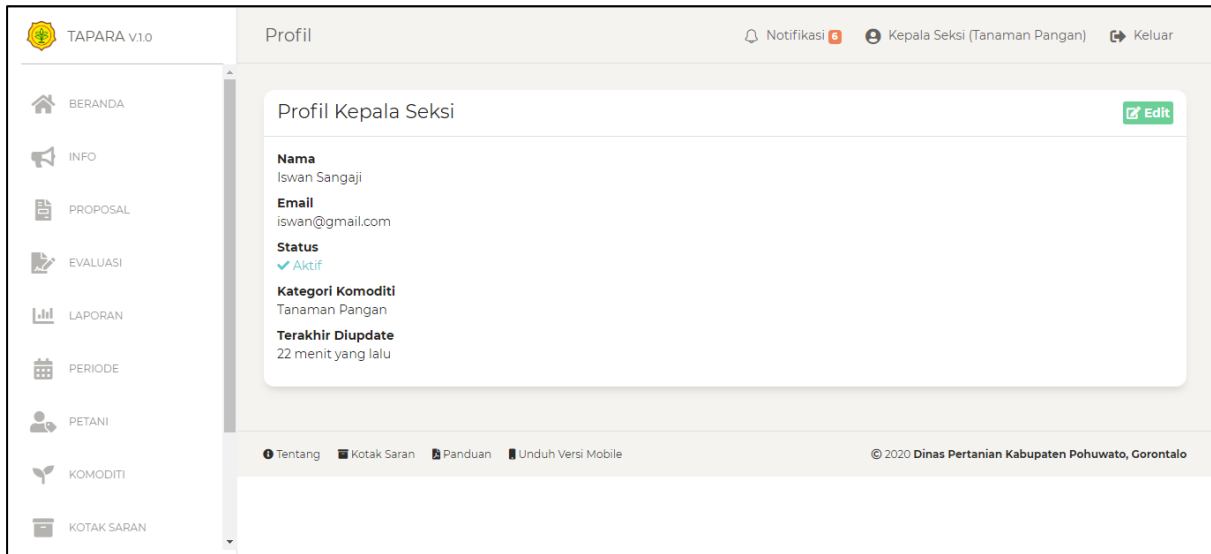 TAPARA V.1.0
Profil
Notifikasi 6
Kepala Seksi (Tanaman Pangan)
Keluar
BERANDA
INFO
PROPOSAL
EVALUASI
LAPORAN
PERIODE
PETANI
KOMODITI
KOTAK SARAN
Profil Kepala Seksi
Edit
Nama
Iswan Sangaji
Email
iswan@gmail.com
Status
Aktif
Kategori Komoditi
Tanaman Pangan
Terakhir Diupdate
22 menit yang lalu
Tentang
Kotak Saran
Panduan
Unduh Versi Mobile
© 2020 Dinas Pertanian Kabupaten Pohuwato, Gorontalo